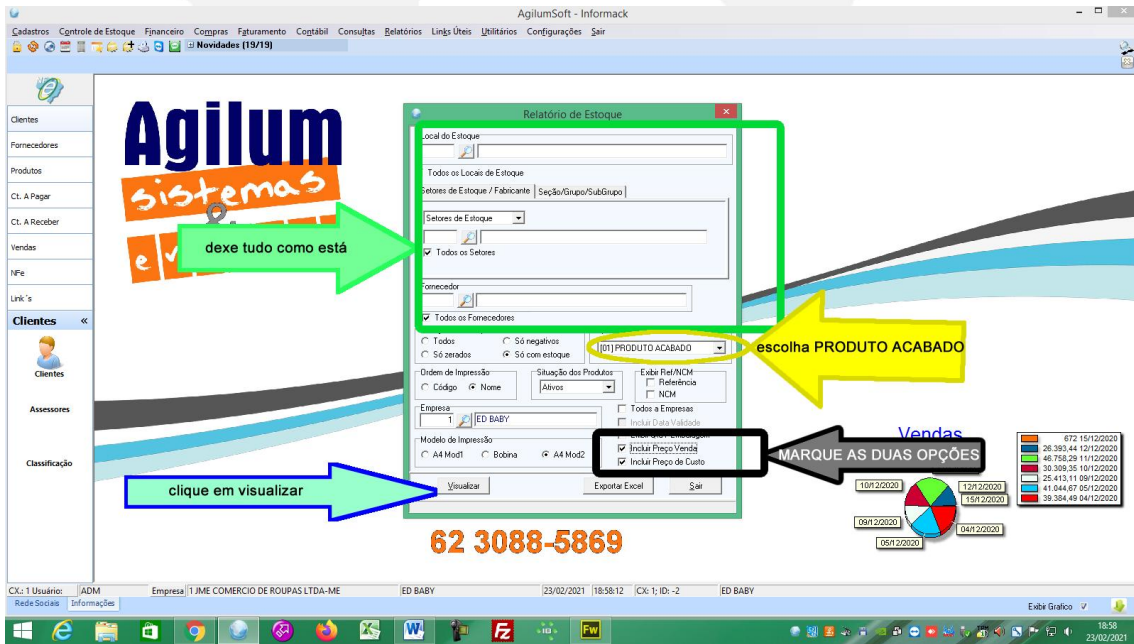 AgilumSoft - Informack
Cadastros Controle de Estoque Financeiro Compras Faturamento Contábil Consultas Relatórios Links Úteis Utilitários Configurações Sair
Novidades (19/19)
Clientes
Fornecedores
Produtos
Ct. A Pagar
Ct. A Receber
Vendas
NFe
Link´s
Clientes «
Clientes
Assessores
Classificação
Agilum
sistemas
&
dexe tudo como está
Relatório de Estoque
Local do Estoque
Todos os Locais de Estoque
Setores de Estoque / Fabricante Seção/Grupo/SubGrupo
Setores de Estoque
Todos os Setores
Fornecedor
Todos os Fornecedores
Todos Só negativos
Só zerados Só com estoque
[01] PRODUTO ACABADO
escolha PRODUTO ACABADO
Ordem de Impressão Situação dos Produtos Exibir Ref/NCM
Código Nome Ativos Referência
NCM
Empresa
1 ED BABY
Todos a Empresas
Incluir Data Validade
Modelo de Impressão
A4 Mod1 Bobina A4 Mod2
Incluir Preço Venda
Incluir Preço de Custo
MARQUE AS DUAS OPÇÕES
clique em visualizar
Visualizar Exportar Excel Sair
62 3088-5869
Vendas
672 15/12/2020
26.393,44 12/12/2020
46.758,29 11/12/2020
30.309,35 10/12/2020
25.413,11 09/12/2020
41.044,67 05/12/2020
39.384,49 04/12/2020
10/12/2020
12/12/2020
15/12/2020
09/12/2020
04/12/2020
05/12/2020
CX.: 1 Usuário: ADM Empresa 1 JME COMERCIO DE ROUPAS LTDA-ME ED BABY 23/02/2021 18:58:12 CX: 1; ID: -2 ED BABY
Rede Sociais Informações Exibir Grafico
18:58
23/02/2021